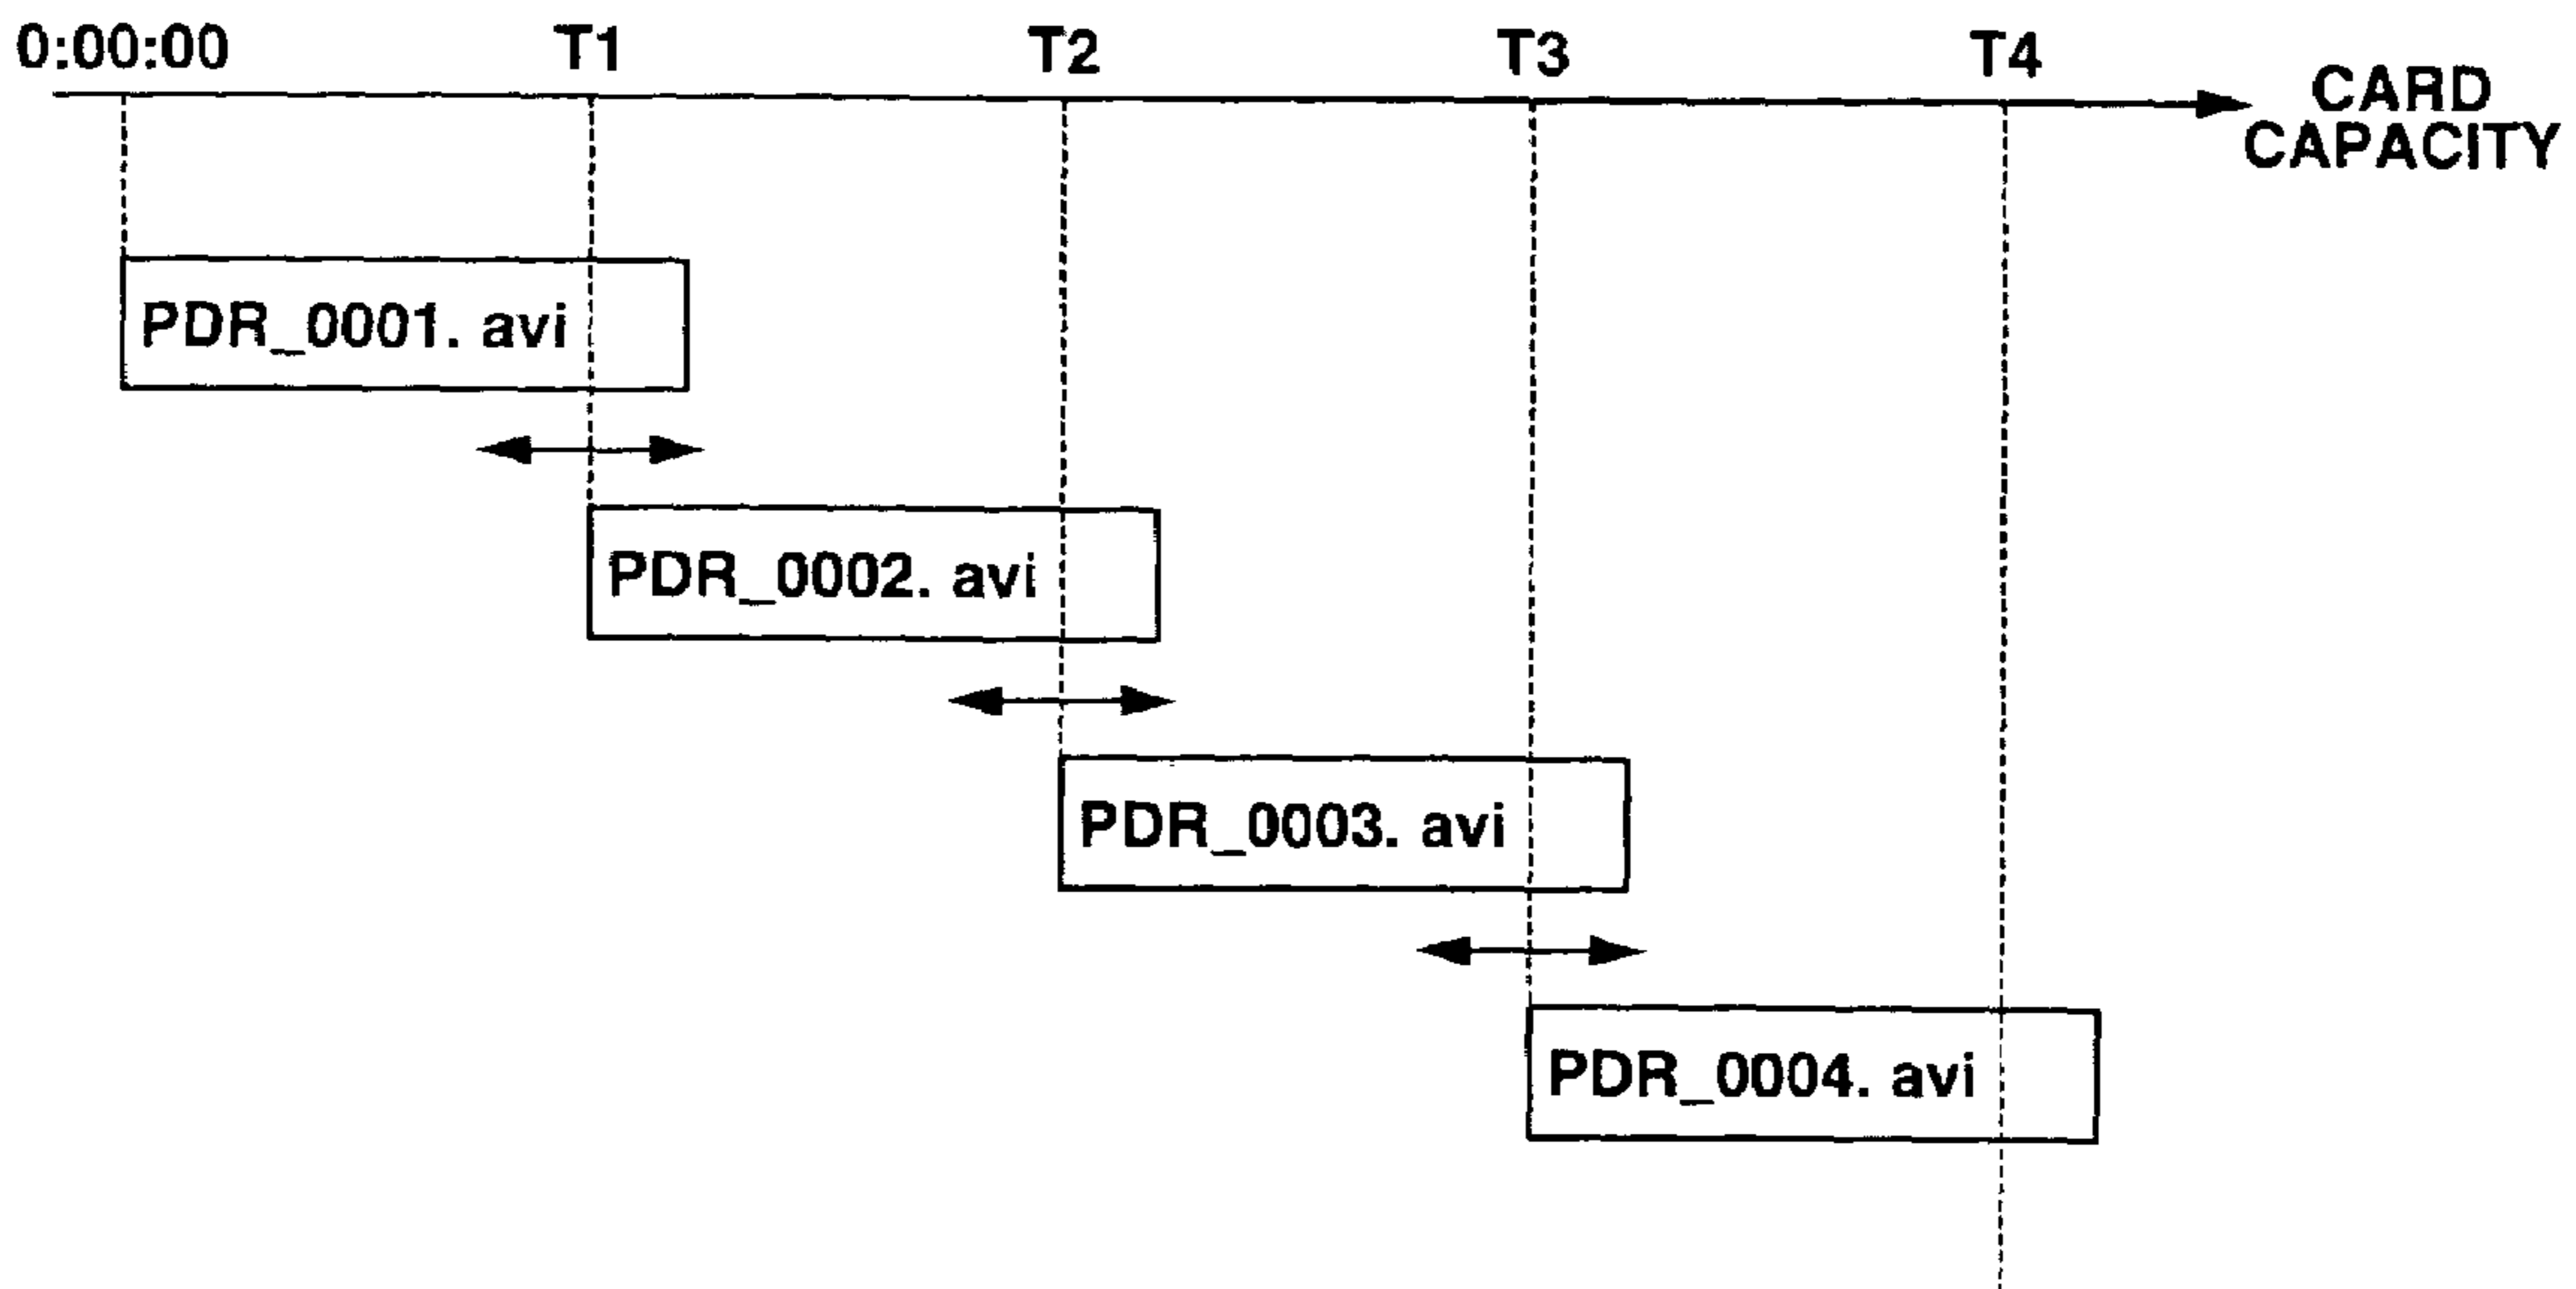 0:00:00 T1 T2 T3 T4
CARD
CAPACITY
PDR_0001. avi
PDR_0002. avi
PDR_0003. avi
PDR_0004. avi